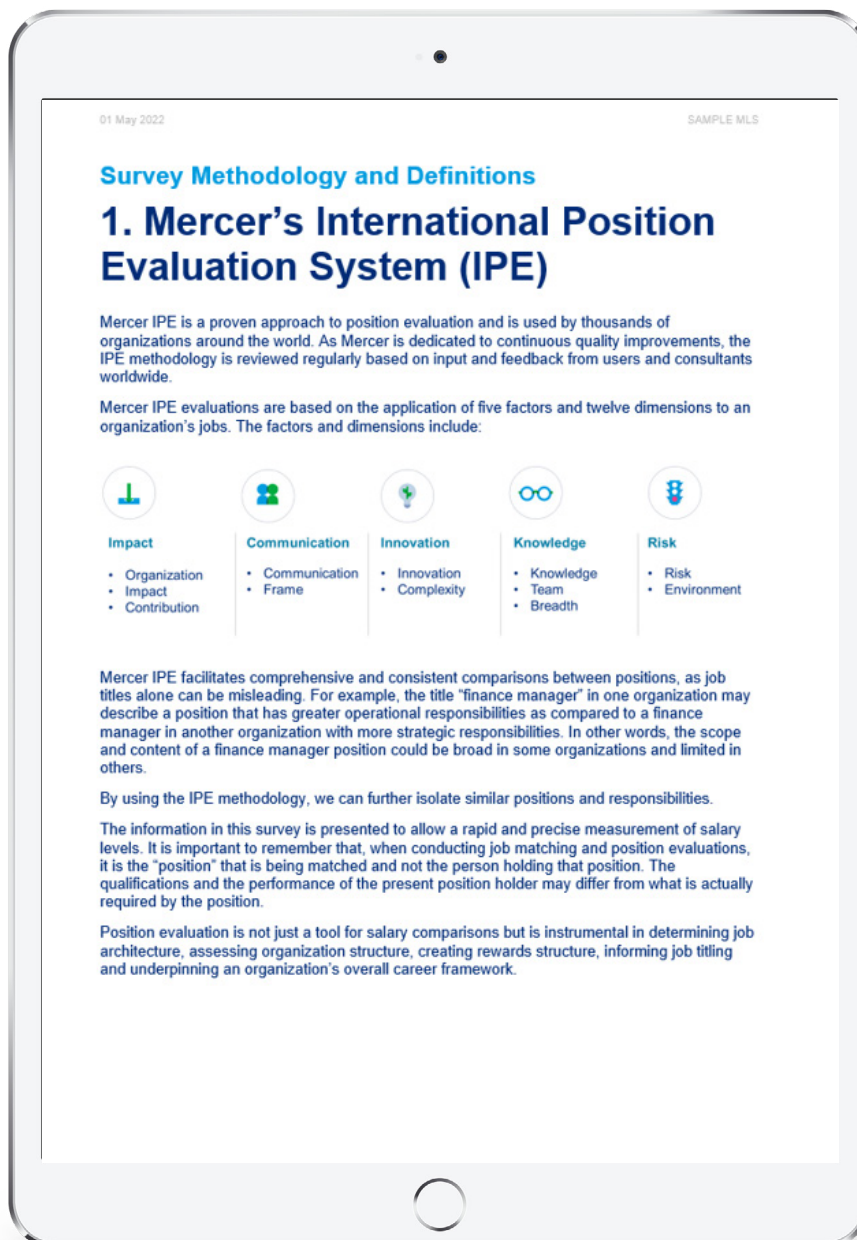 01 May 2022
SAMPLE MLS
Survey Methodology and Definitions
1. Mercer's International Position
Evaluation System (IPE)
Mercer IPE is a proven approach to position evaluation and is used by thousands of
organizations around the world. As Mercer is dedicated to continuous quality improvements, the
IPE methodology is reviewed regularly based on input and feedback from users and consultants
worldwide.
Mercer IPE evaluations are based on the application of five factors and twelve dimensions to an
organization's jobs. The factors and dimensions include:
Impact
• Organization
• Impact
• Contribution
Communication
• Communication
• Frame
Innovation
• Innovation
• Complexity
Knowledge
• Knowledge
• Team
• Breadth
Risk
• Risk
• Environment
Mercer IPE facilitates comprehensive and consistent comparisons between positions, as job
titles alone can be misleading. For example, the title "finance manager" in one organization may
describe a position that has greater operational responsibilities as compared to a finance
manager in another organization with more strategic responsibilities. In other words, the scope
and content of a finance manager position could be broad in some organizations and limited in
others.
By using the IPE methodology, we can further isolate similar positions and responsibilities.
The information in this survey is presented to allow a rapid and precise measurement of salary
levels. It is important to remember that, when conducting job matching and position evaluations,
it is the "position" that is being matched and not the person holding that position. The
qualifications and the performance of the present position holder may differ from what is actually
required by the position.
Position evaluation is not just a tool for salary comparisons but is instrumental in determining job
architecture, assessing organization structure, creating rewards structure, informing job titling
and underpinning an organization's overall career framework.